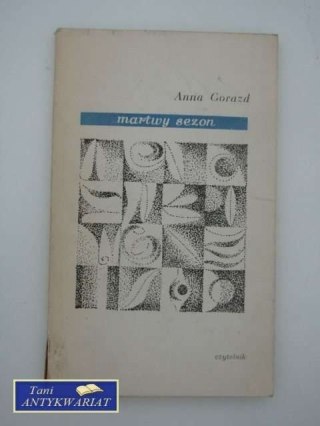 Anna Gorazd
martwy sezon
czytelnik
Tani
ANTYKWARIAT